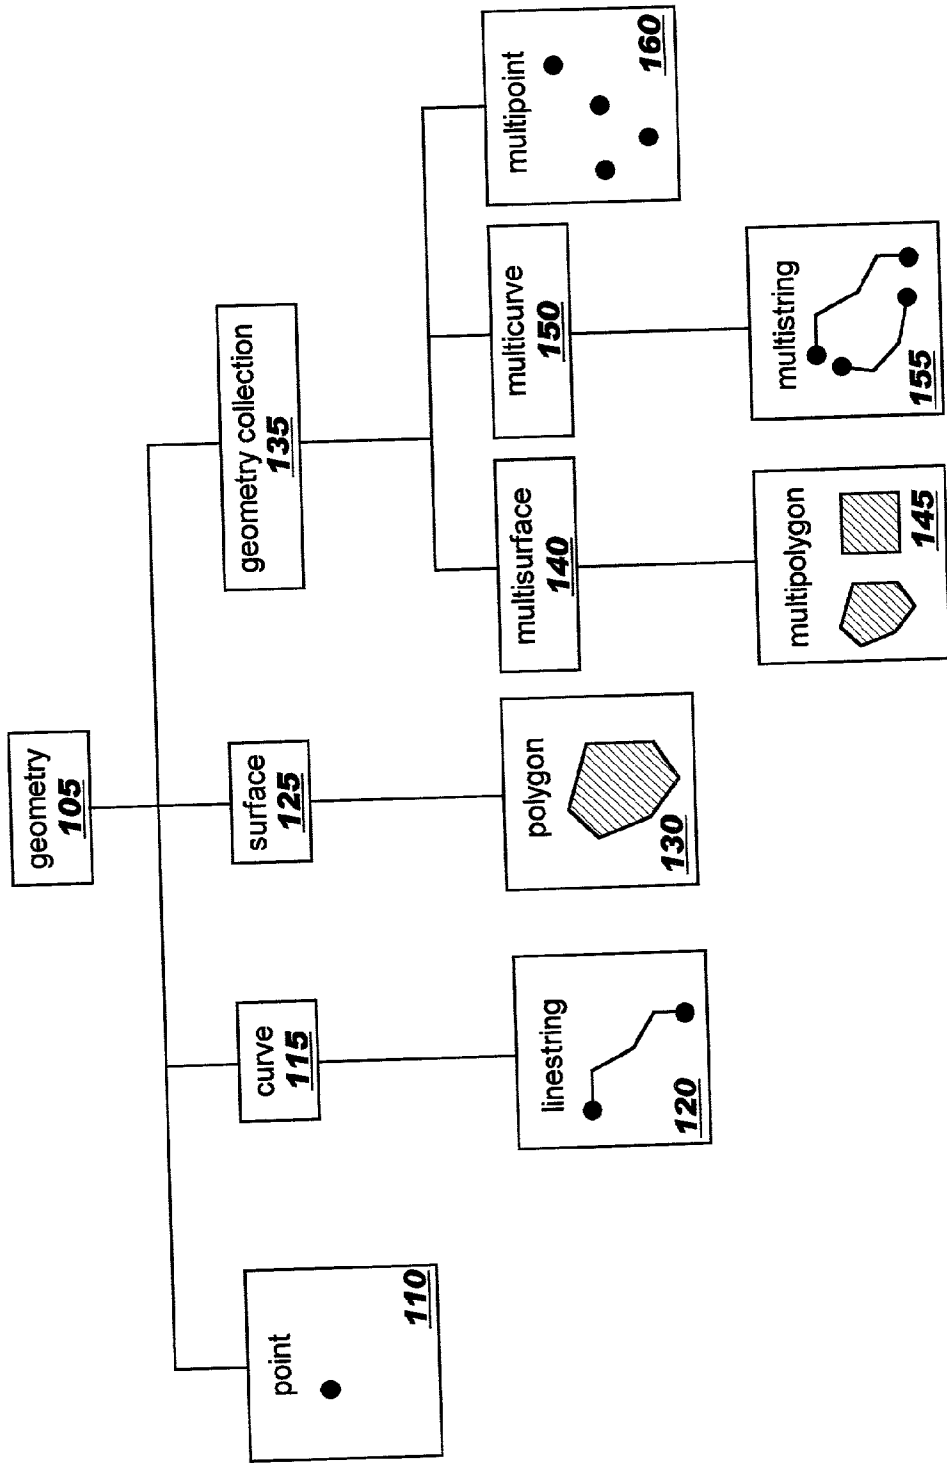 geometry
105
point
110
curve
115
linestring
120
surface
125
polygon
130
geometry collection
135
multisurface
140
multipolygon
145
multicurve
150
multistring
155
multipoint
160